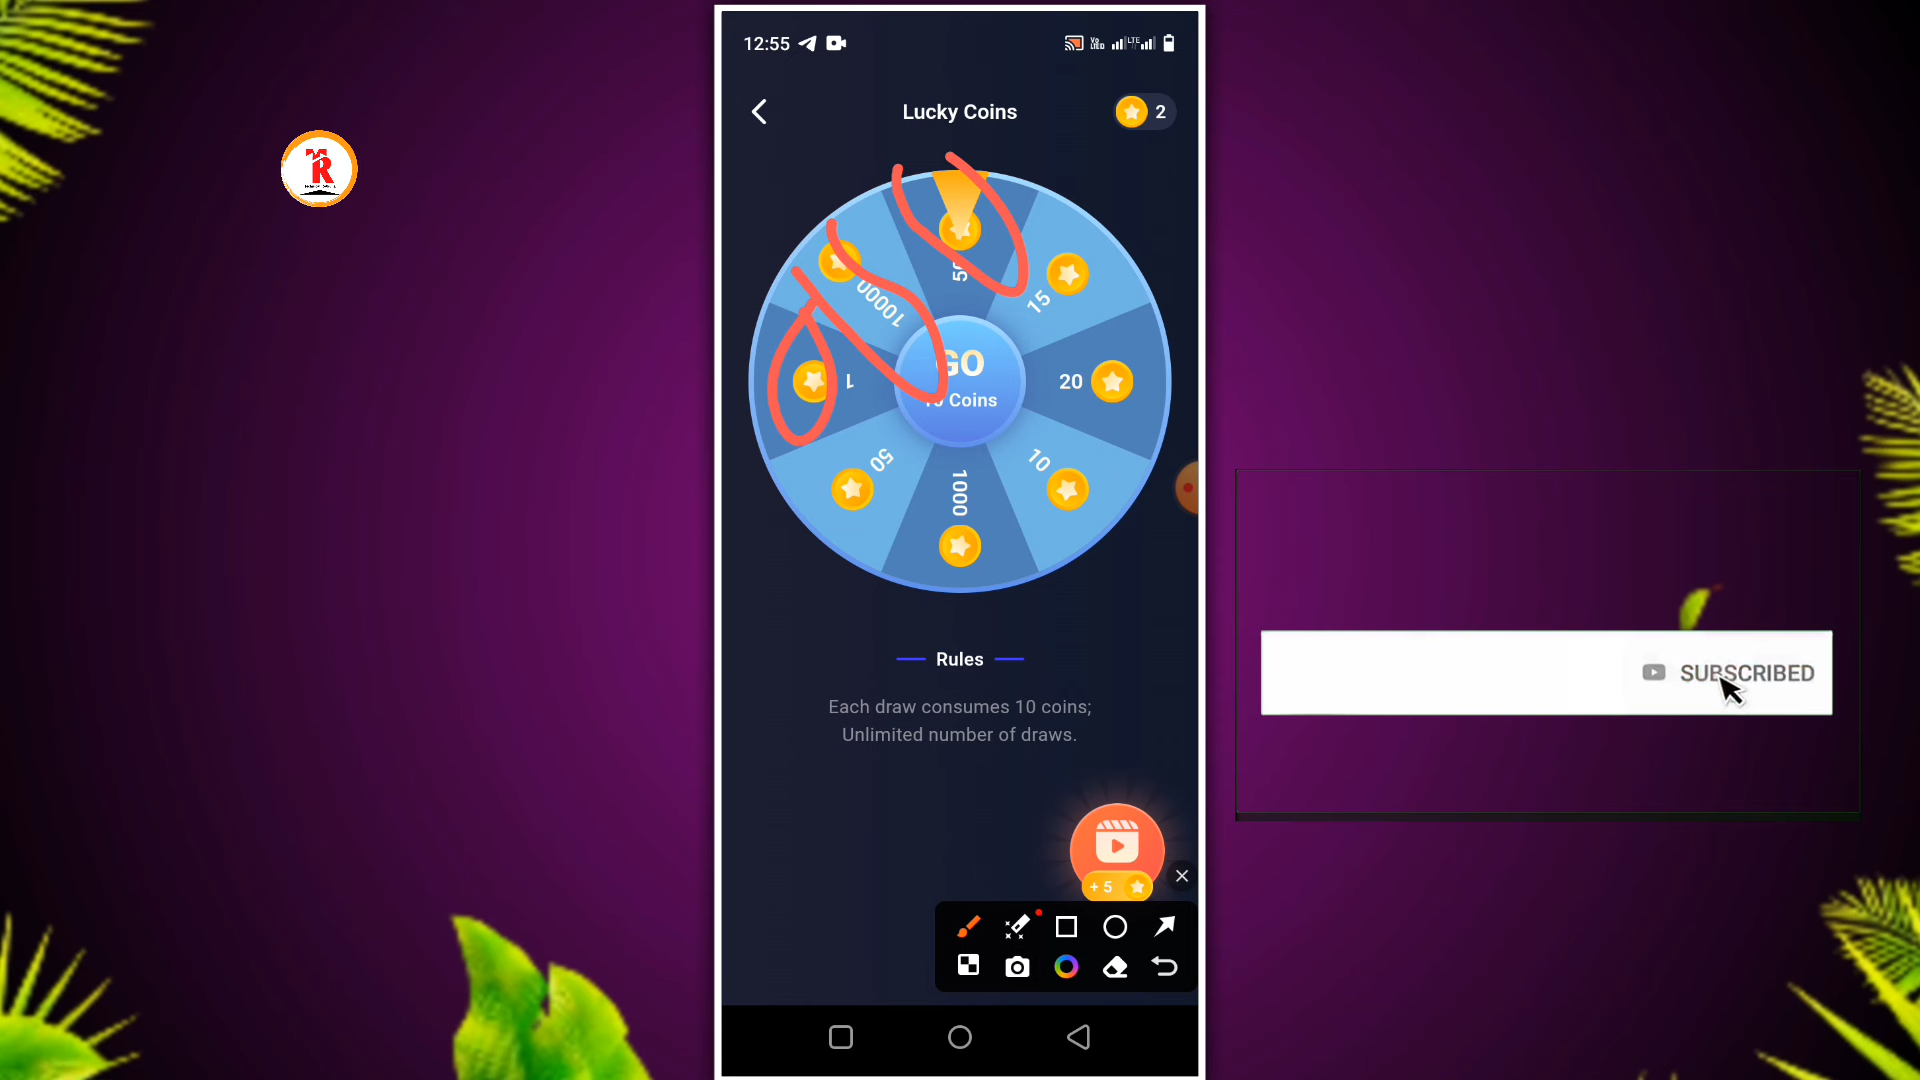 12:55
LTE
Lucky Coins
2
15
10000
GO
20
1
Coins
50
10
1000
Rules
Each draw consumes 10 coins;
Unlimited number of draws.
SUBSCRIBED
+ 5
R